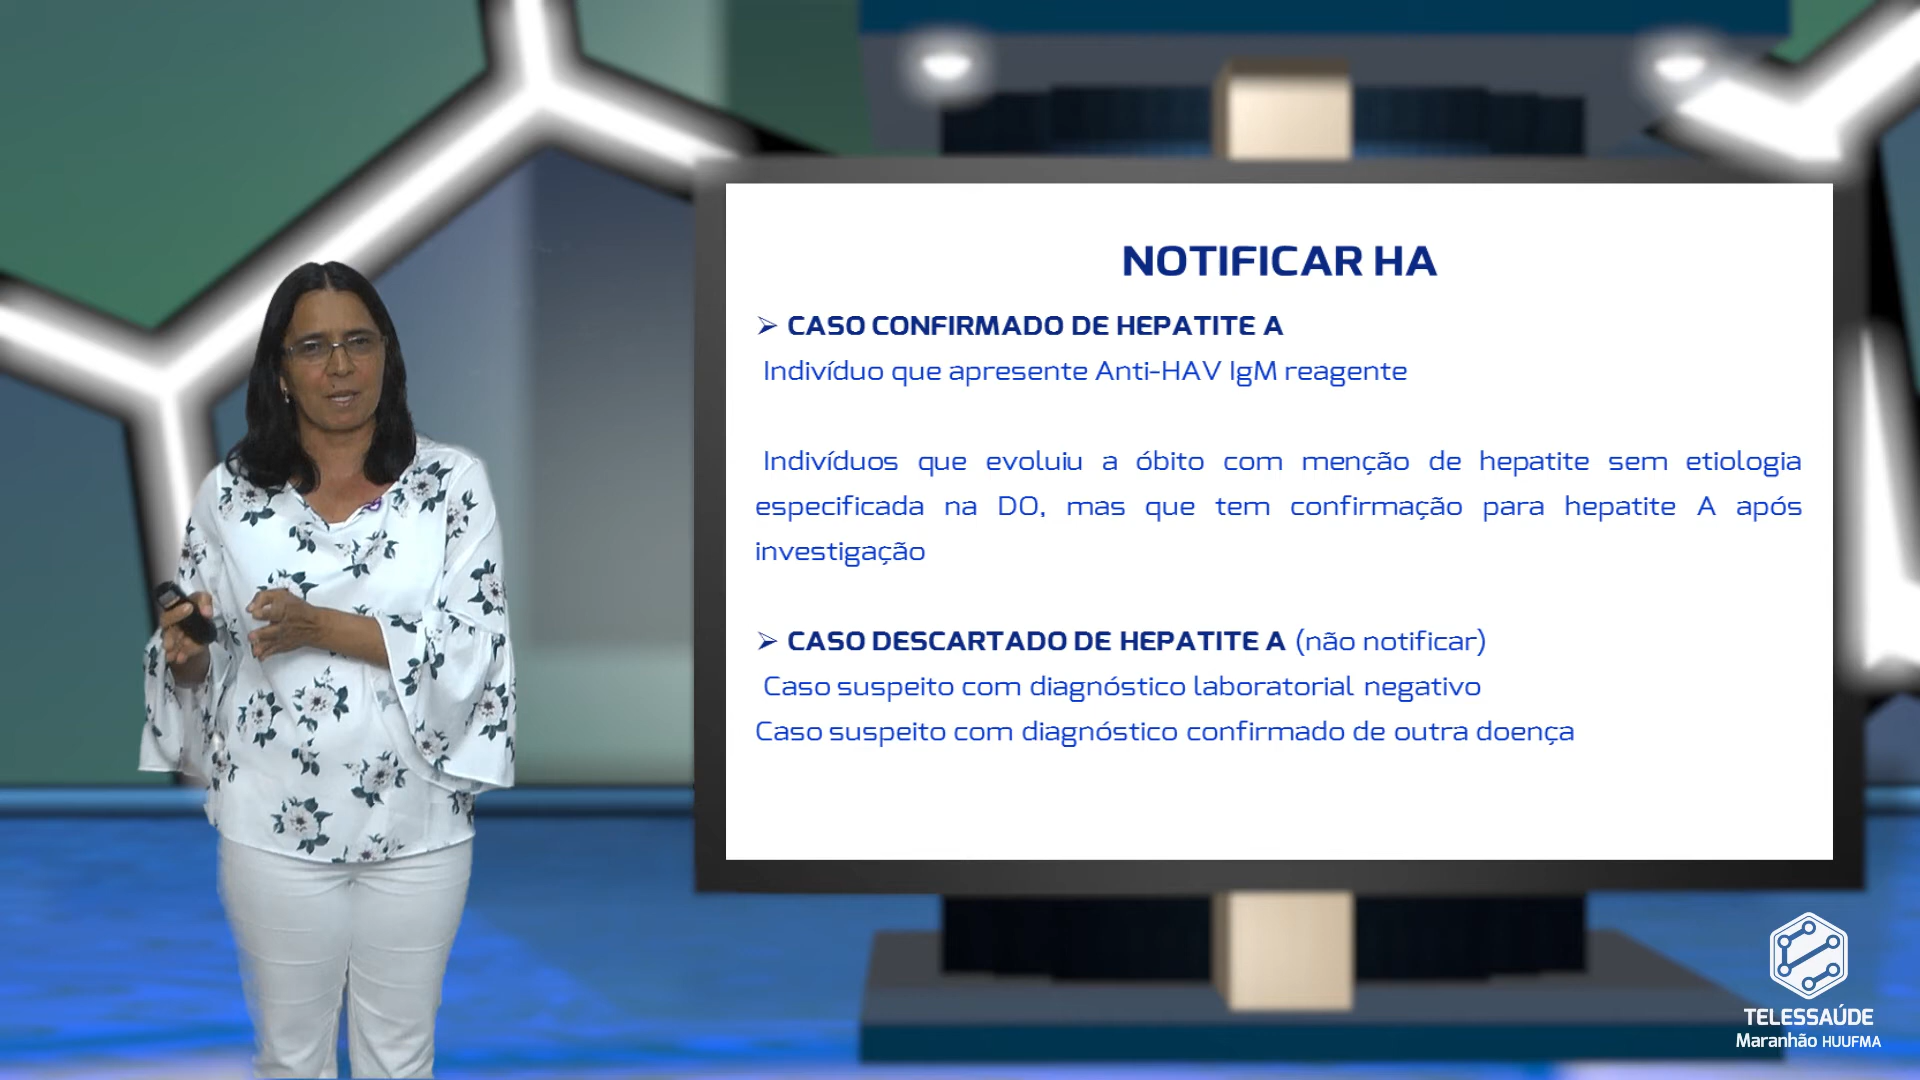 NOTIFICAR HA
➢ CASO CONFIRMADO DE HEPATITE A
Indivíduo que apresente Anti-HAV IgM reagente
Indivíduos que evoluiu a óbito com menção de hepatite sem etiologia
especificada na DO, mas que tem confirmação para hepatite A após
investigação
➢ CASO DESCARTADO DE HEPATITE A (não notificar)
Caso suspeito com diagnóstico laboratorial negativo
Caso suspeito com diagnóstico confirmado de outra doença
TELESSAÚDE
Maranhão HUUFMA